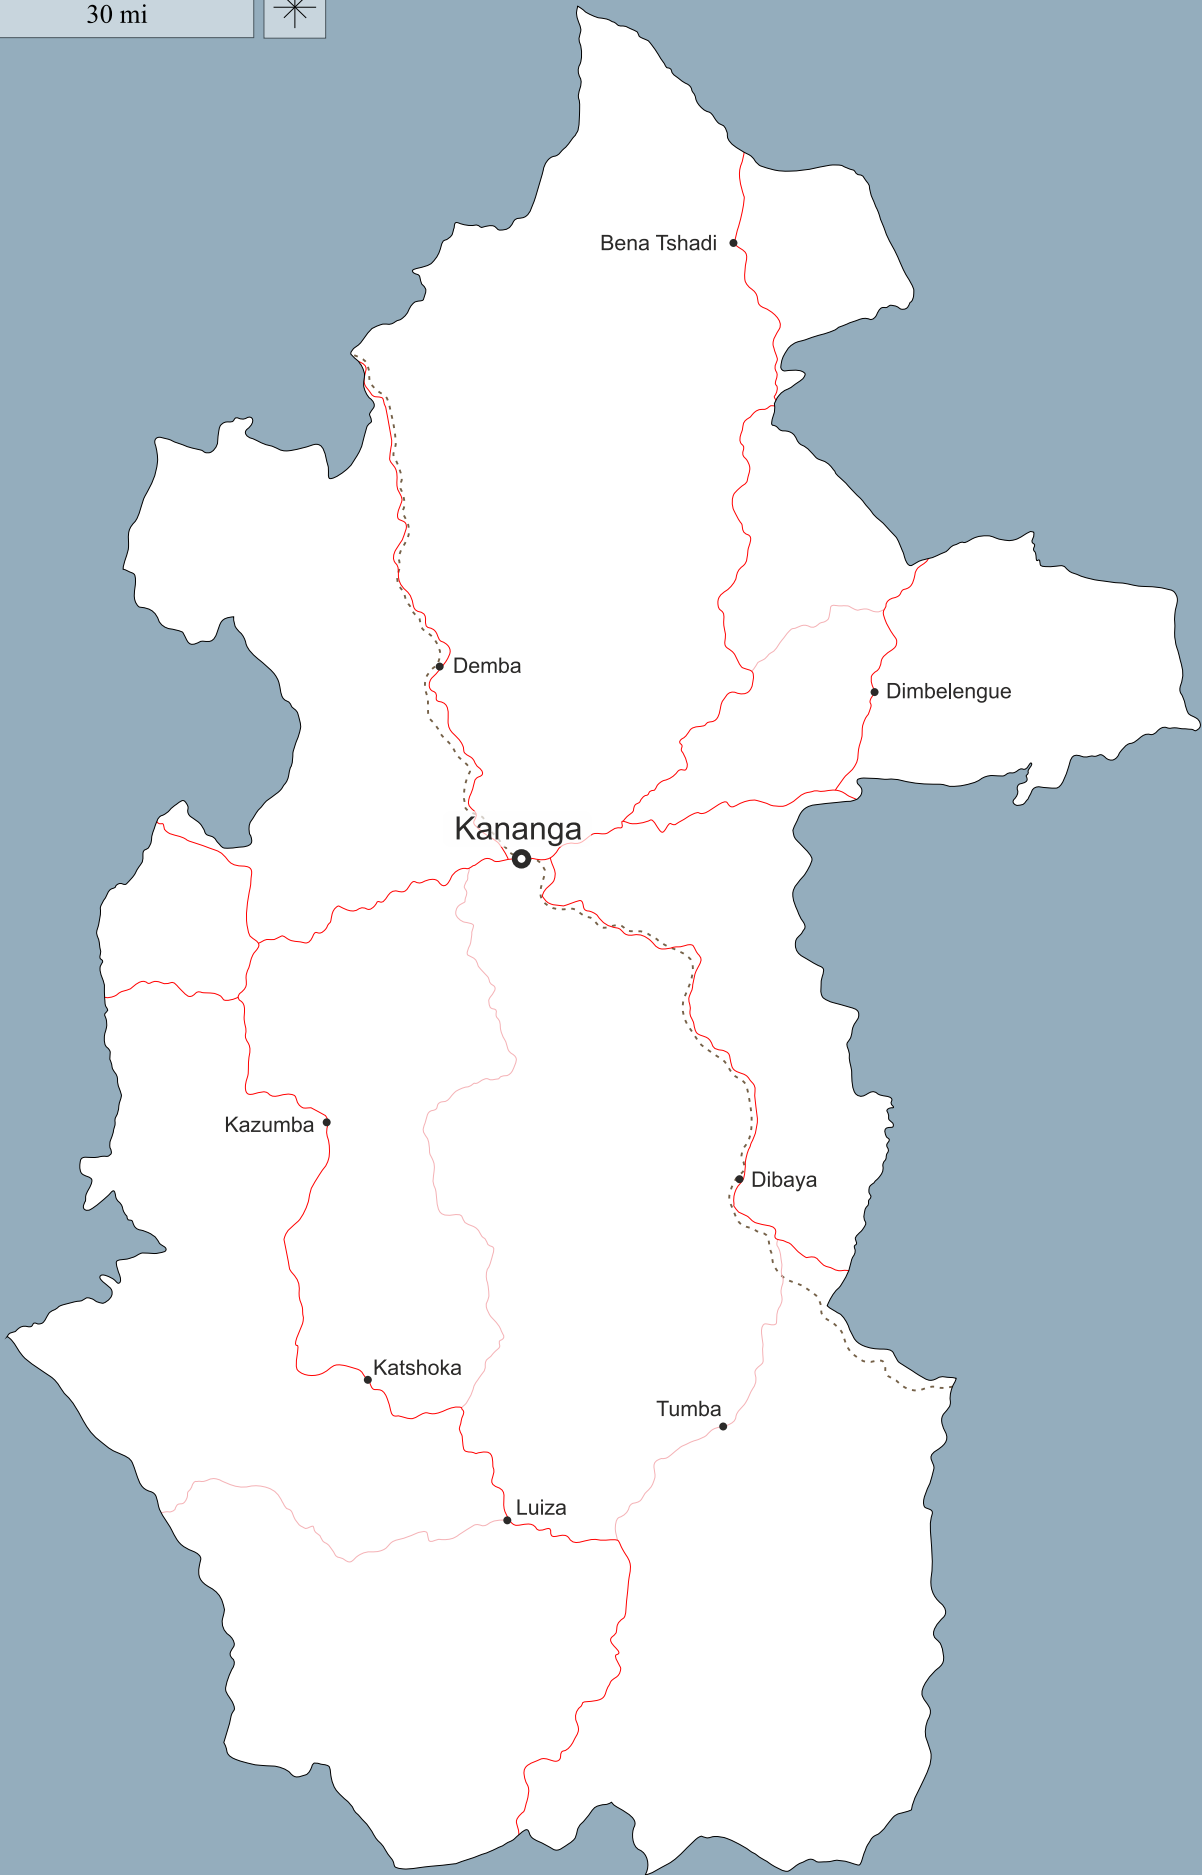 30 mi
Bena Tshadi
Demba
Dimbelengue
Kananga
Kazumba
Dibaya
Katshoka
Tumba
Luiza